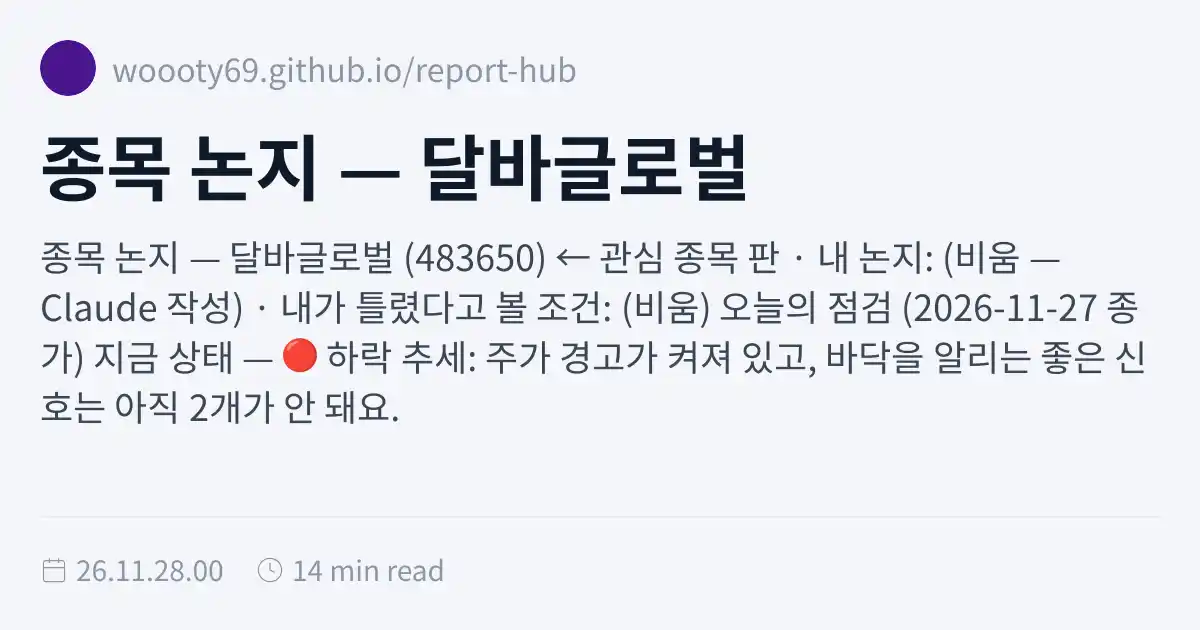 woooty69.github.io/report-hub
종목 논지 — 달바글로벌
종목 논지 — 달바글로벌 (483650) ← 관심 종목 판 · 내 논지: (비움 —
Claude 작성) · 내가 틀렸다고 볼 조건: (비움) 오늘의 점검 (2026-11-27 종
가) 지금 상태 — 🔴 하락 추세: 주가 경고가 켜져 있고, 바닥을 알리는 좋은 신
호는 아직 2개가 안 돼요.
26.11.28.00
14 min read